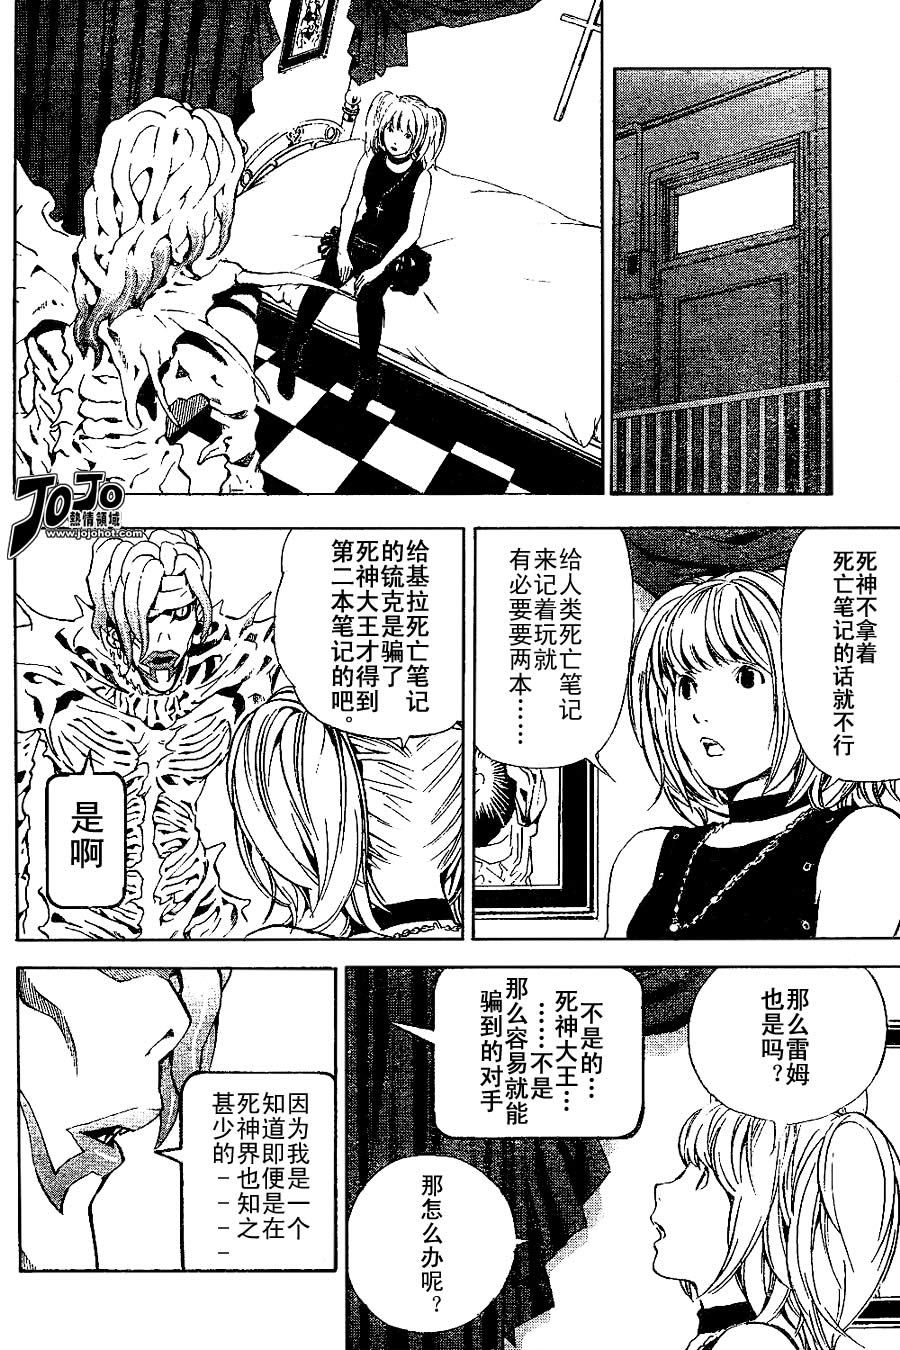 死神不拿着
死亡笔记的话就不行
给人类死亡笔记
来记着玩就
有必要要两本……
给基拉死亡笔记
的锍克是骗了
死神大王才得到
第二本笔记的吧。
是啊
那么雷姆
也是吗？
不是的…
死神大王…
……不是
那么容易就能
骗到的对手
那怎么办呢？
因为我是一个
知道即便是在
死神界也知之
甚少的----
JOJO
熱情領域
www.jojohot.com